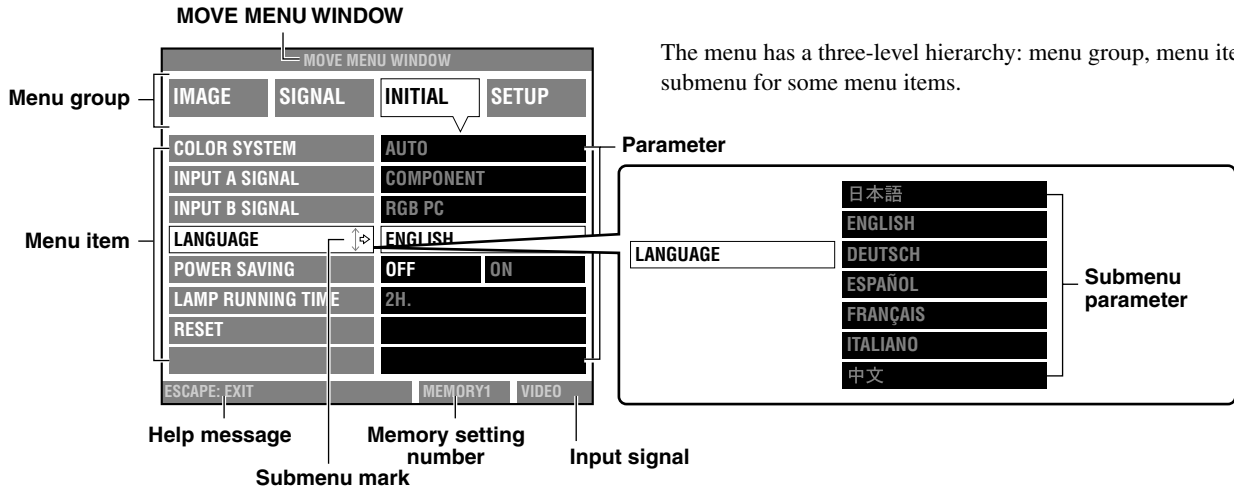 MOVE MENU WINDOW
The menu has a three-level hierarchy: menu group, menu
submenu for some menu items.
MOVE MENU WINDOW
Menu group
IMAGE SIGNAL INITIAL SETUP
Parameter
COLOR SYSTEM AUTO
INPUT A SIGNAL COMPONENT
INPUT B SIGNAL RGB PC
Menu item
LANGUAGE ENGLISH
POWER SAVING OFF ON
LAMP RUNNING TIME 2H.
RESET
ESCAPE: EXIT MEMORY1 VIDEO
LANGUAGE
日本語
ENGLISH
DEUTSCH
ESPAÑOL
FRANÇAIS
ITALIANO
中文
Submenu
parameter
Help message
Memory setting
number
Input signal
Submenu mark